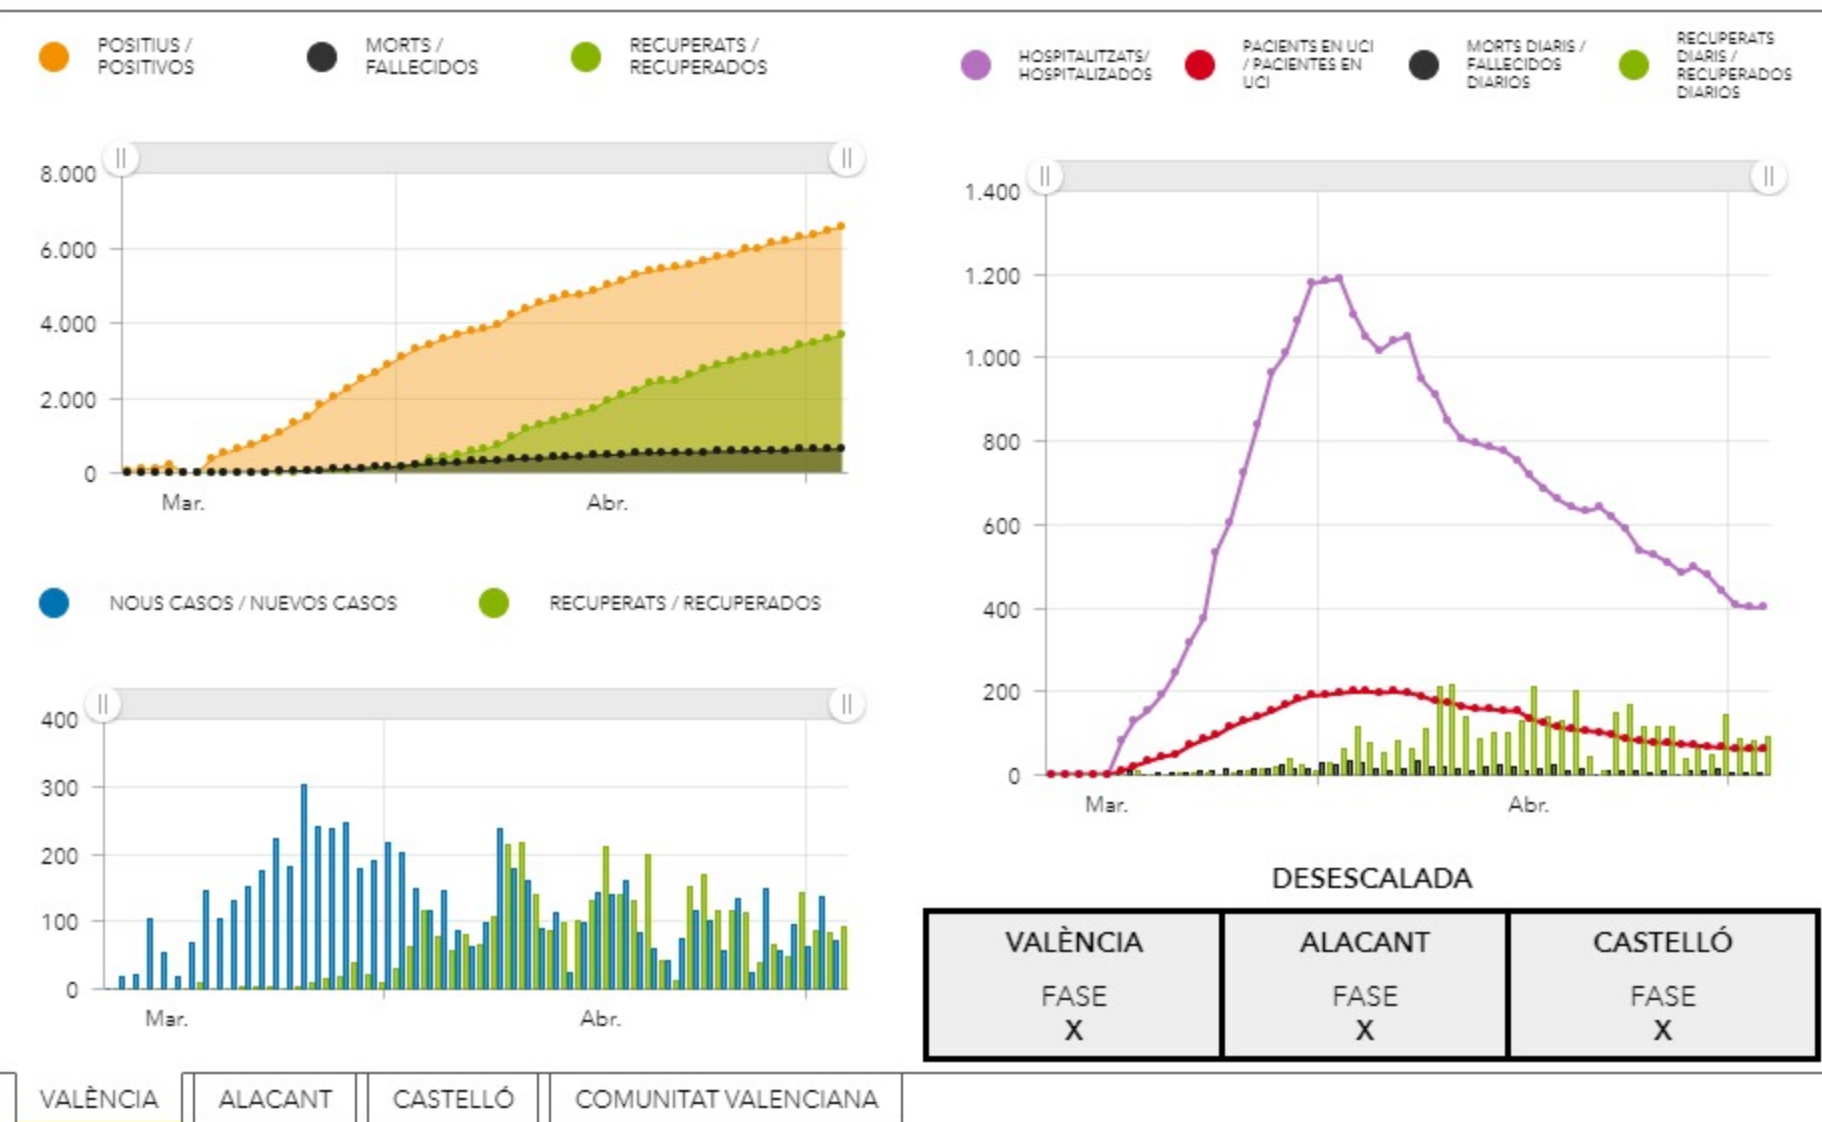 POSITIUS /
POSITIVOS
MORTS /
FALLECIDOS
RECUPERATS /
RECUPERADOS
8.000
6.000
4.000
2.000
0
Mar.
Abr.
NOUS CASOS / NUEVOS CASOS
RECUPERATS / RECUPERADOS
400
300
200
100
0
Mar.
Abr.
HOSPITALITZATS/
HOSPITALIZADOS
PACIENTS EN UCI
/ PACIENTES EN
UCI
MORTS DIARIS /
FALLECIDOS
DIARIOS
RECUPERATS
DIARIS /
RECUPERADOS
DIARIOS
1.400
1.200
1.000
800
600
400
200
0
Mar.
Abr.
DESESCALADA
VALÈNCIA
FASE
X
ALACANT
FASE
X
CASTELLÓ
FASE
X
VALÈNCIA
ALACANT
CASTELLÓ
COMUNITAT VALENCIANA